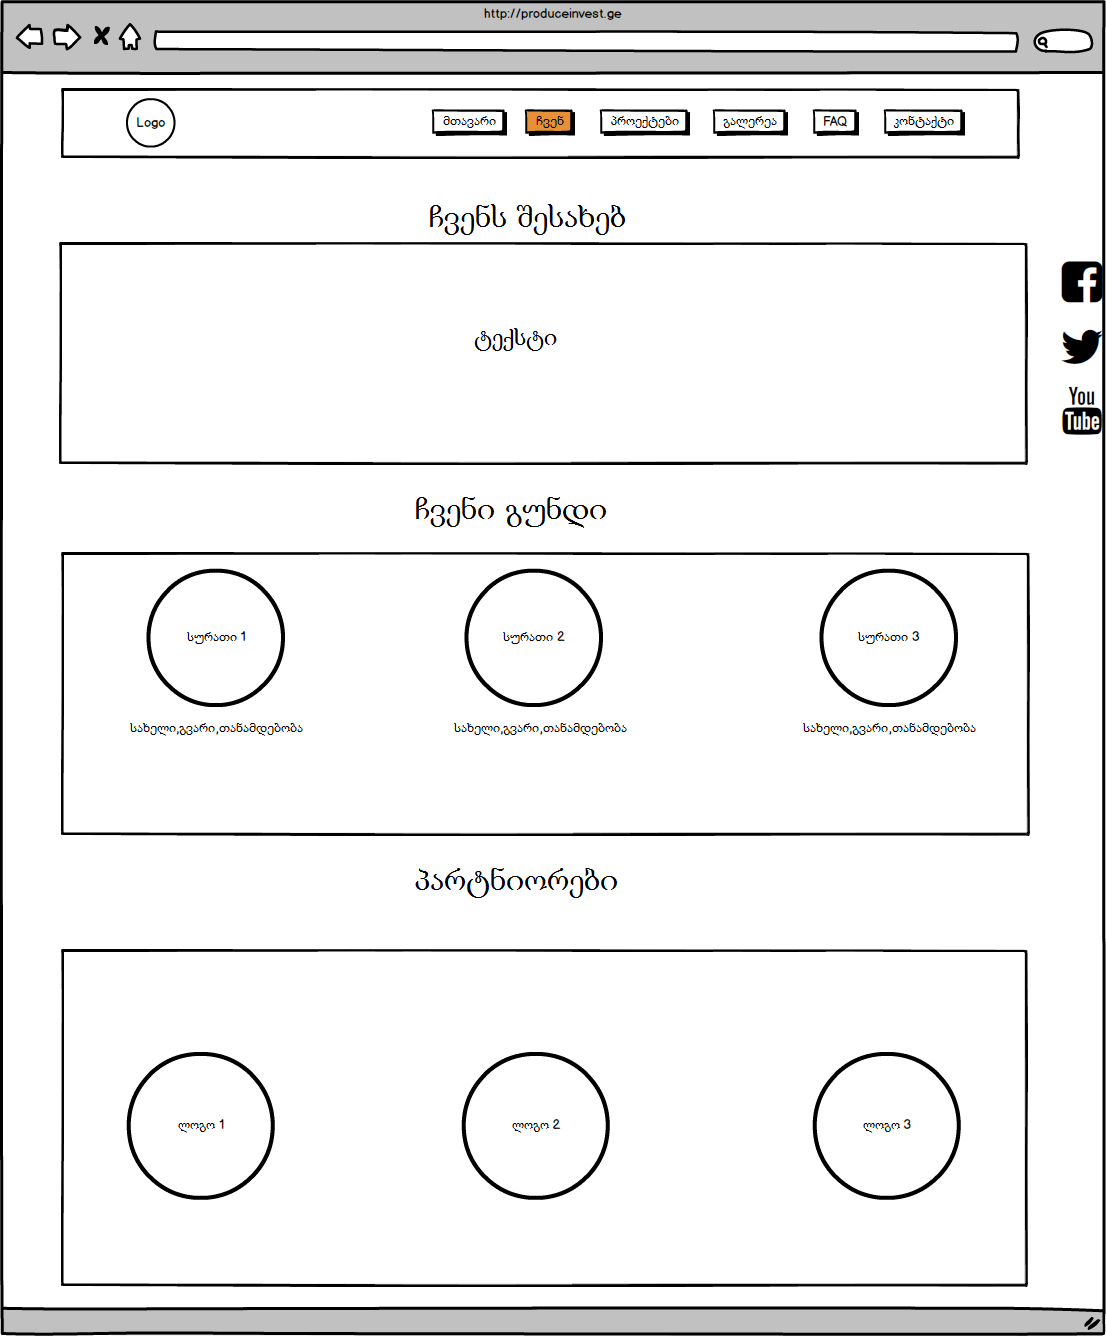 http://produceinvest.ge
Logo
მთავარი
ჩვენ
პროექტები
გალერეა
FAQ
კონტაქტი
ჩვენს შესახებ
ტექსტი
You
Tube
ჩვენი გუნდი
სურათი 1
სურათი 2
სურათი 3
სახელი,გვარი,თანამდებობა
სახელი,გვარი,თანამდებობა
სახელი,გვარი,თანამდებობა
პარტნიორები
ლოგო 1
ლოგო 2
ლოგო 3